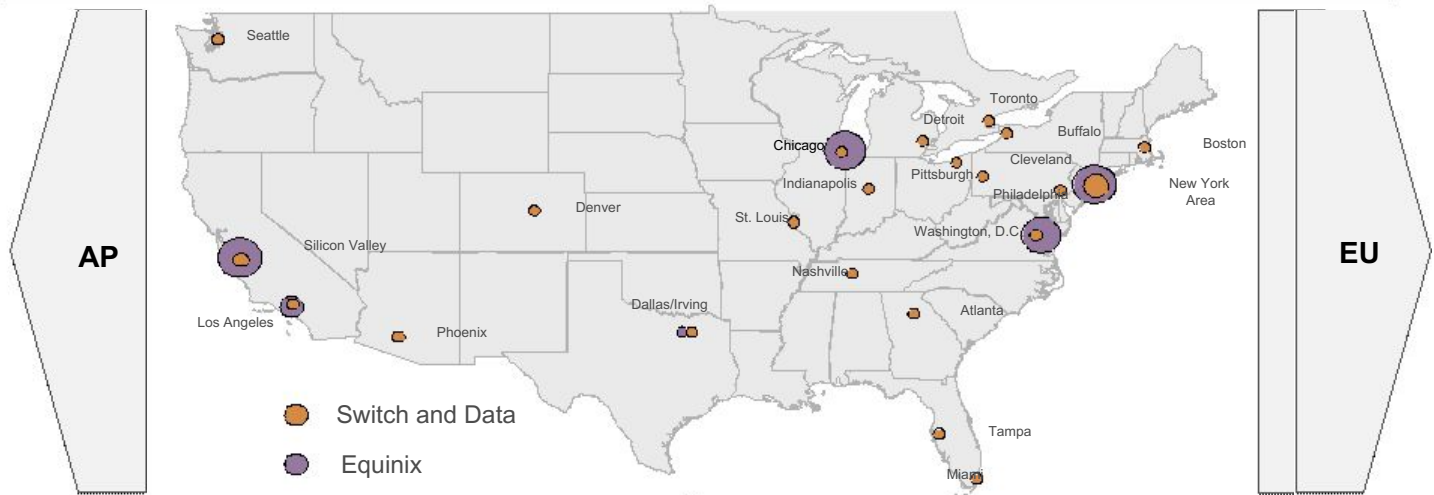 Seattle
Toronto
Detroit
Buffalo
Boston
Chicago
Cleveland
Indianapolis
Pittsburgh
Philadelphia
New York
Area
Denver
St. Louis
Washington, D.C.
Silicon Valley
AP
EU
Nashville
Dallas/Irving
Los Angeles
Phoenix
Atlanta
Switch and Data
Tampa
Equinix
Miami